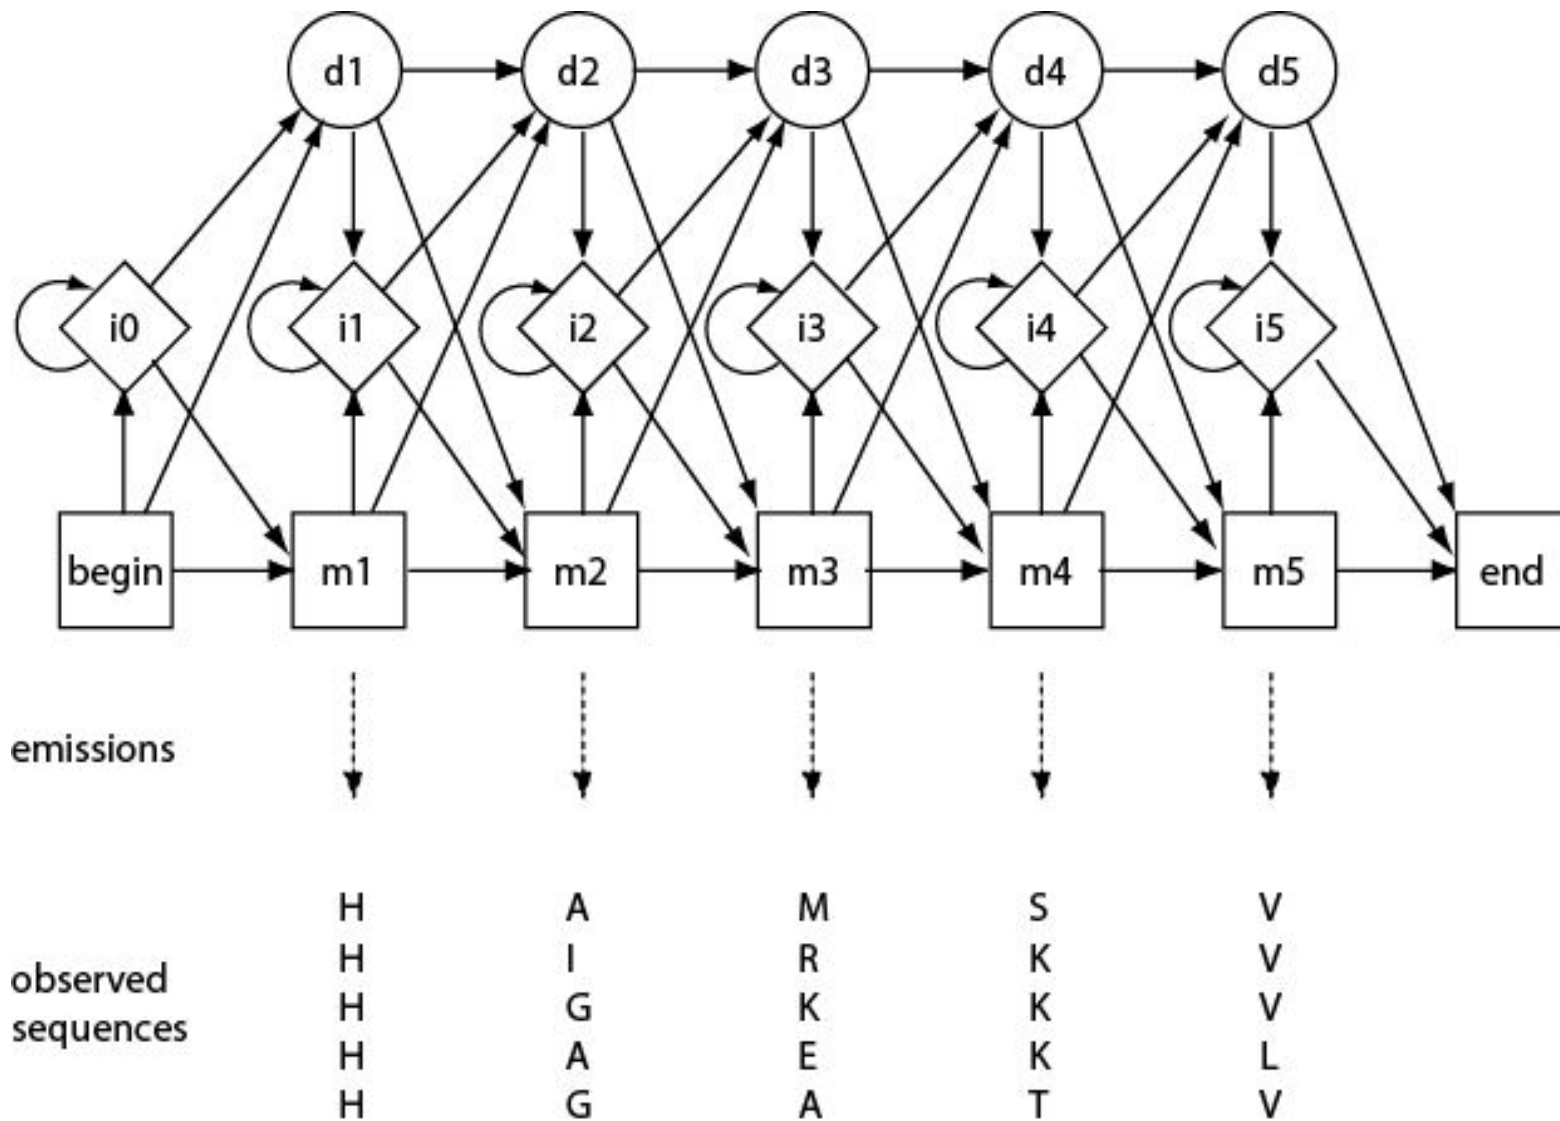 d1 d2 d3 d4 d5
i0 i1 i2 i3 i4 i5
begin m1 m2 m3 m4 m5 end
emissions
H A M S V
H I R K V
observed
H G K K V
sequences
H A E K L
H G A T V